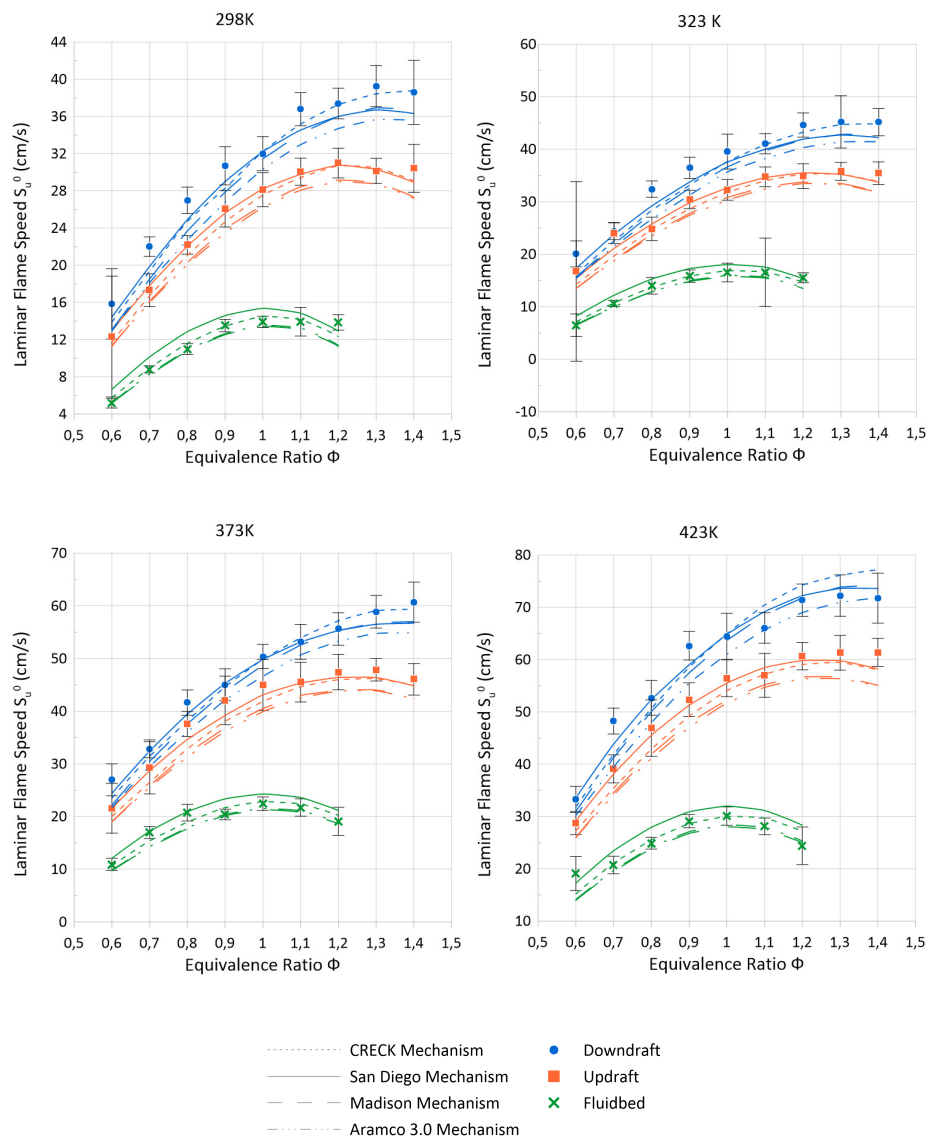 298K
44
40
36
32
28
24
20
16
12
8
4
0,5 0,6 0,7 0,8 0,9 1 1,1 1,2 1,3 1,4 1,5
Laminar Flame Speed Sᵤ⁰ (cm/s)
Equivalence Ratio Φ
323 K
60
50
40
30
20
10
0
-10
0,5 0,6 0,7 0,8 0,9 1 1,1 1,2 1,3 1,4 1,5
Laminar Flame Speed Sᵤ⁰ (cm/s)
Equivalence Ratio Φ
373K
70
60
50
40
30
20
10
0
0,5 0,6 0,7 0,8 0,9 1 1,1 1,2 1,3 1,4 1,5
Laminar Flame Speed Sᵤ⁰ (cm/s)
Equivalence Ratio Φ
423K
80
70
60
50
40
30
20
10
0,5 0,6 0,7 0,8 0,9 1 1,1 1,2 1,3 1,4 1,5
Laminar Flame Speed Sᵤ⁰ (cm/s)
Equivalence Ratio Φ
CRECK Mechanism
San Diego Mechanism
Madison Mechanism
Aramco 3.0 Mechanism
Downdraft
Updraft
Fluidbed